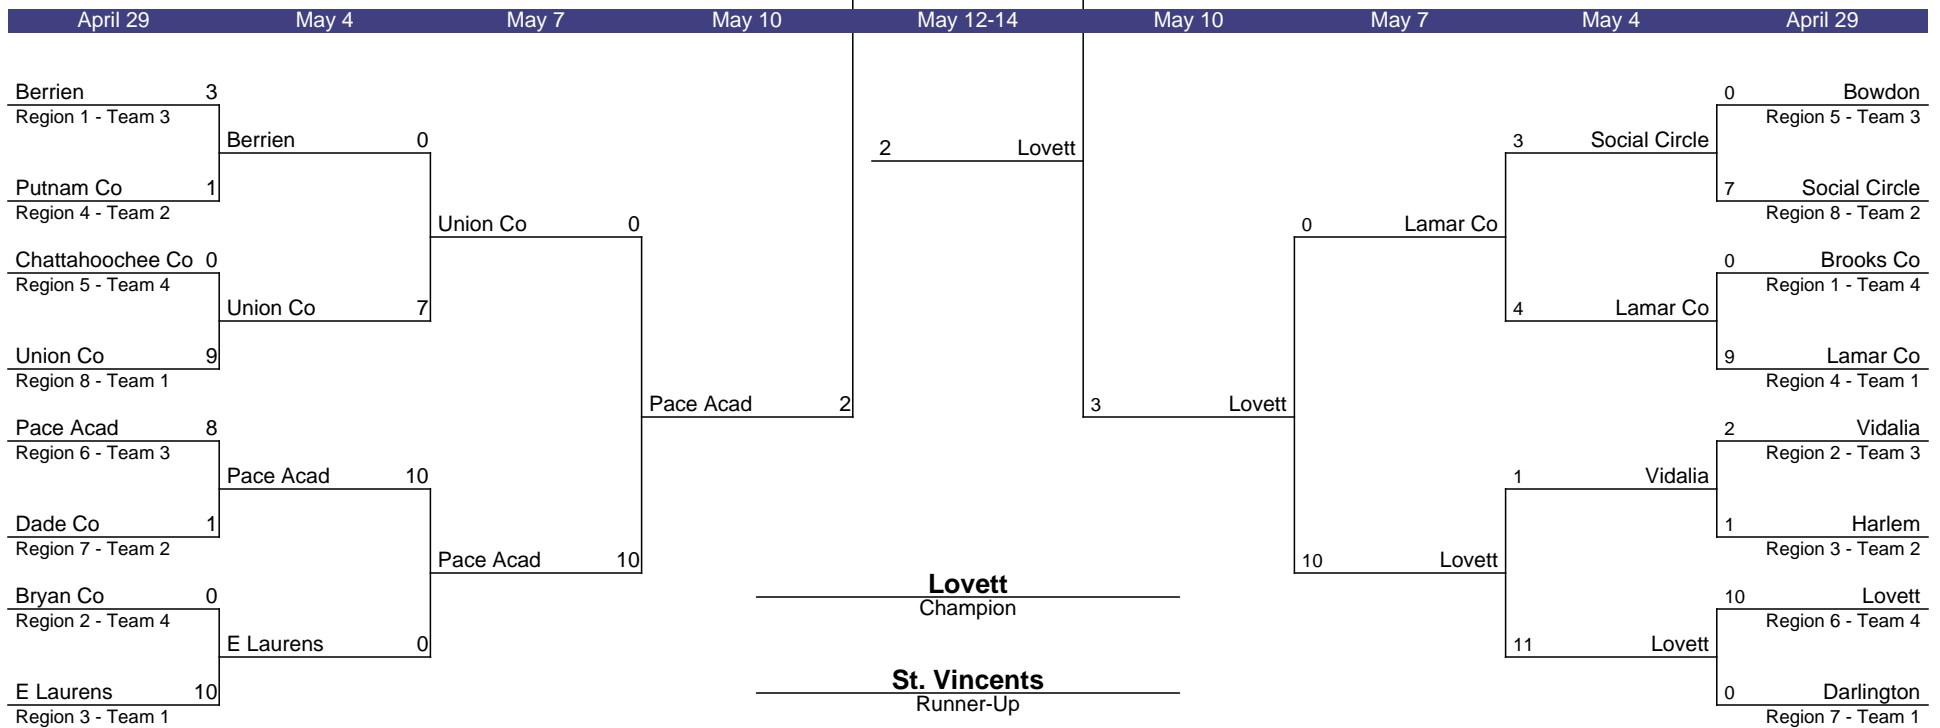 April 29 May 4 May 7 May 10 May 12-14 May 10 May 7 May 4 April 29
Berrien 3
Region 1 - Team 3
Berrien 0
Putnam Co 1
Region 4 - Team 2
Union Co 0
Chattahoochee Co 0
Region 5 - Team 4
Union Co 7
Union Co 9
Region 8 - Team 1
Pace Acad 2
Pace Acad 8
Region 6 - Team 3
Pace Acad 10
Dade Co 1
Region 7 - Team 2
Pace Acad 10
Bryan Co 0
Region 2 - Team 4
E Laurens 0
E Laurens 10
Region 3 - Team 1
2 Lovett
3 Lovett
Lovett
Champion
St. Vincents
Runner-Up
0 Bowdon
Region 5 - Team 3
3 Social Circle
7 Social Circle
Region 8 - Team 2
0 Lamar Co
0 Brooks Co
Region 1 - Team 4
4 Lamar Co
9 Lamar Co
Region 4 - Team 1
2 Vidalia
Region 2 - Team 3
1 Vidalia
1 Harlem
Region 3 - Team 2
10 Lovett
10 Lovett
Region 6 - Team 4
11 Lovett
0 Darlington
Region 7 - Team 1